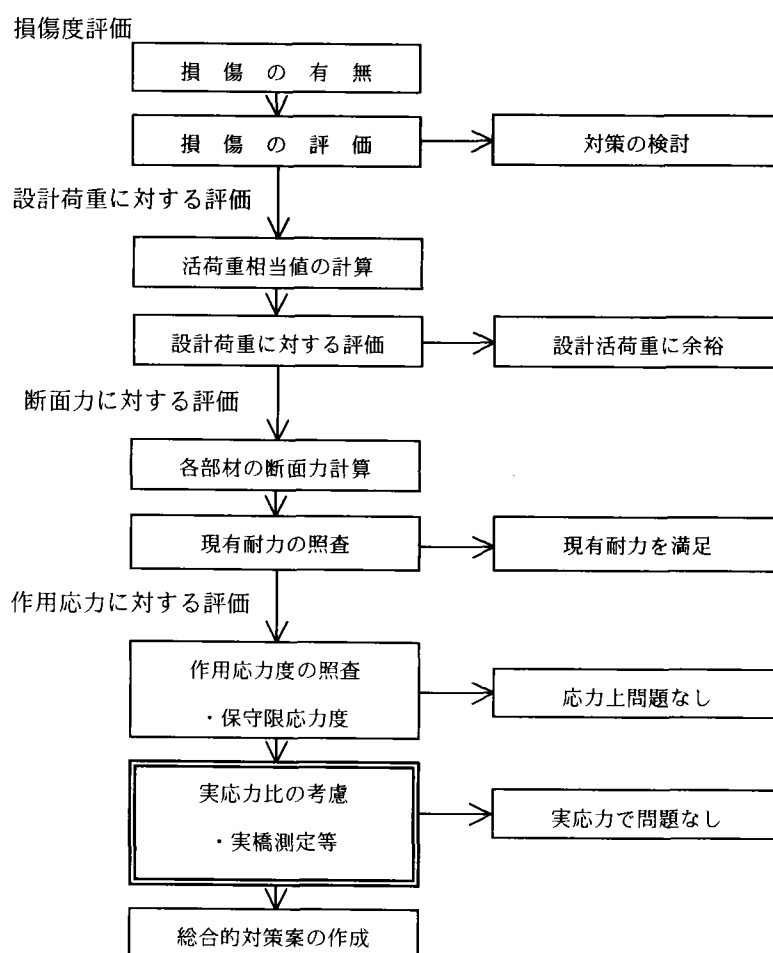 損傷度評価
損傷の有無
損傷の評価
対策の検討
設計荷重に対する評価
活荷重相当値の計算
設計荷重に対する評価
設計活荷重に余裕
断面力に対する評価
各部材の断面力計算
現有耐力の照査
現有耐力を満足
作用応力に対する評価
作用応力度の照査
・保守限応力度
応力上問題なし
実応力比の考慮
・実橋測定等
実応力で問題なし
総合的対策案の作成